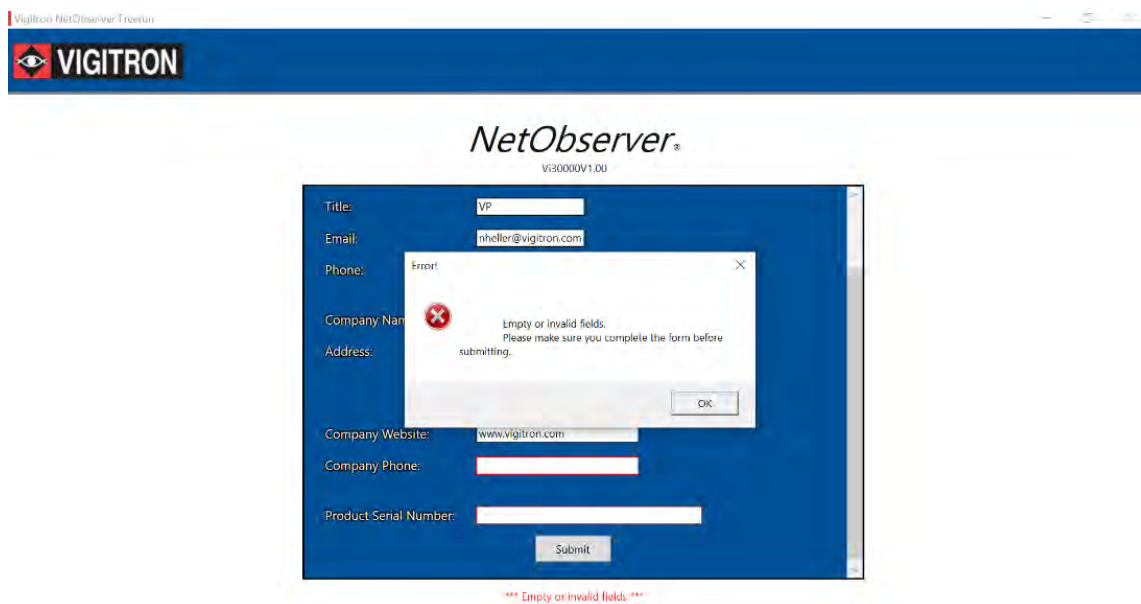 Vigitron NetObserver
VIGITRON
NetObserver®
Vi30000V1.00
Title: VP
Email: nheller@vigitron.com
Phone:
Error!
Empty or invalid fields.
Please make sure you complete the form before
submitting.
OK
Company Nam
Address:
Company Website: www.vigitron.com
Company Phone:
Product Serial Number:
Submit
*** Empty or invalid fields ***